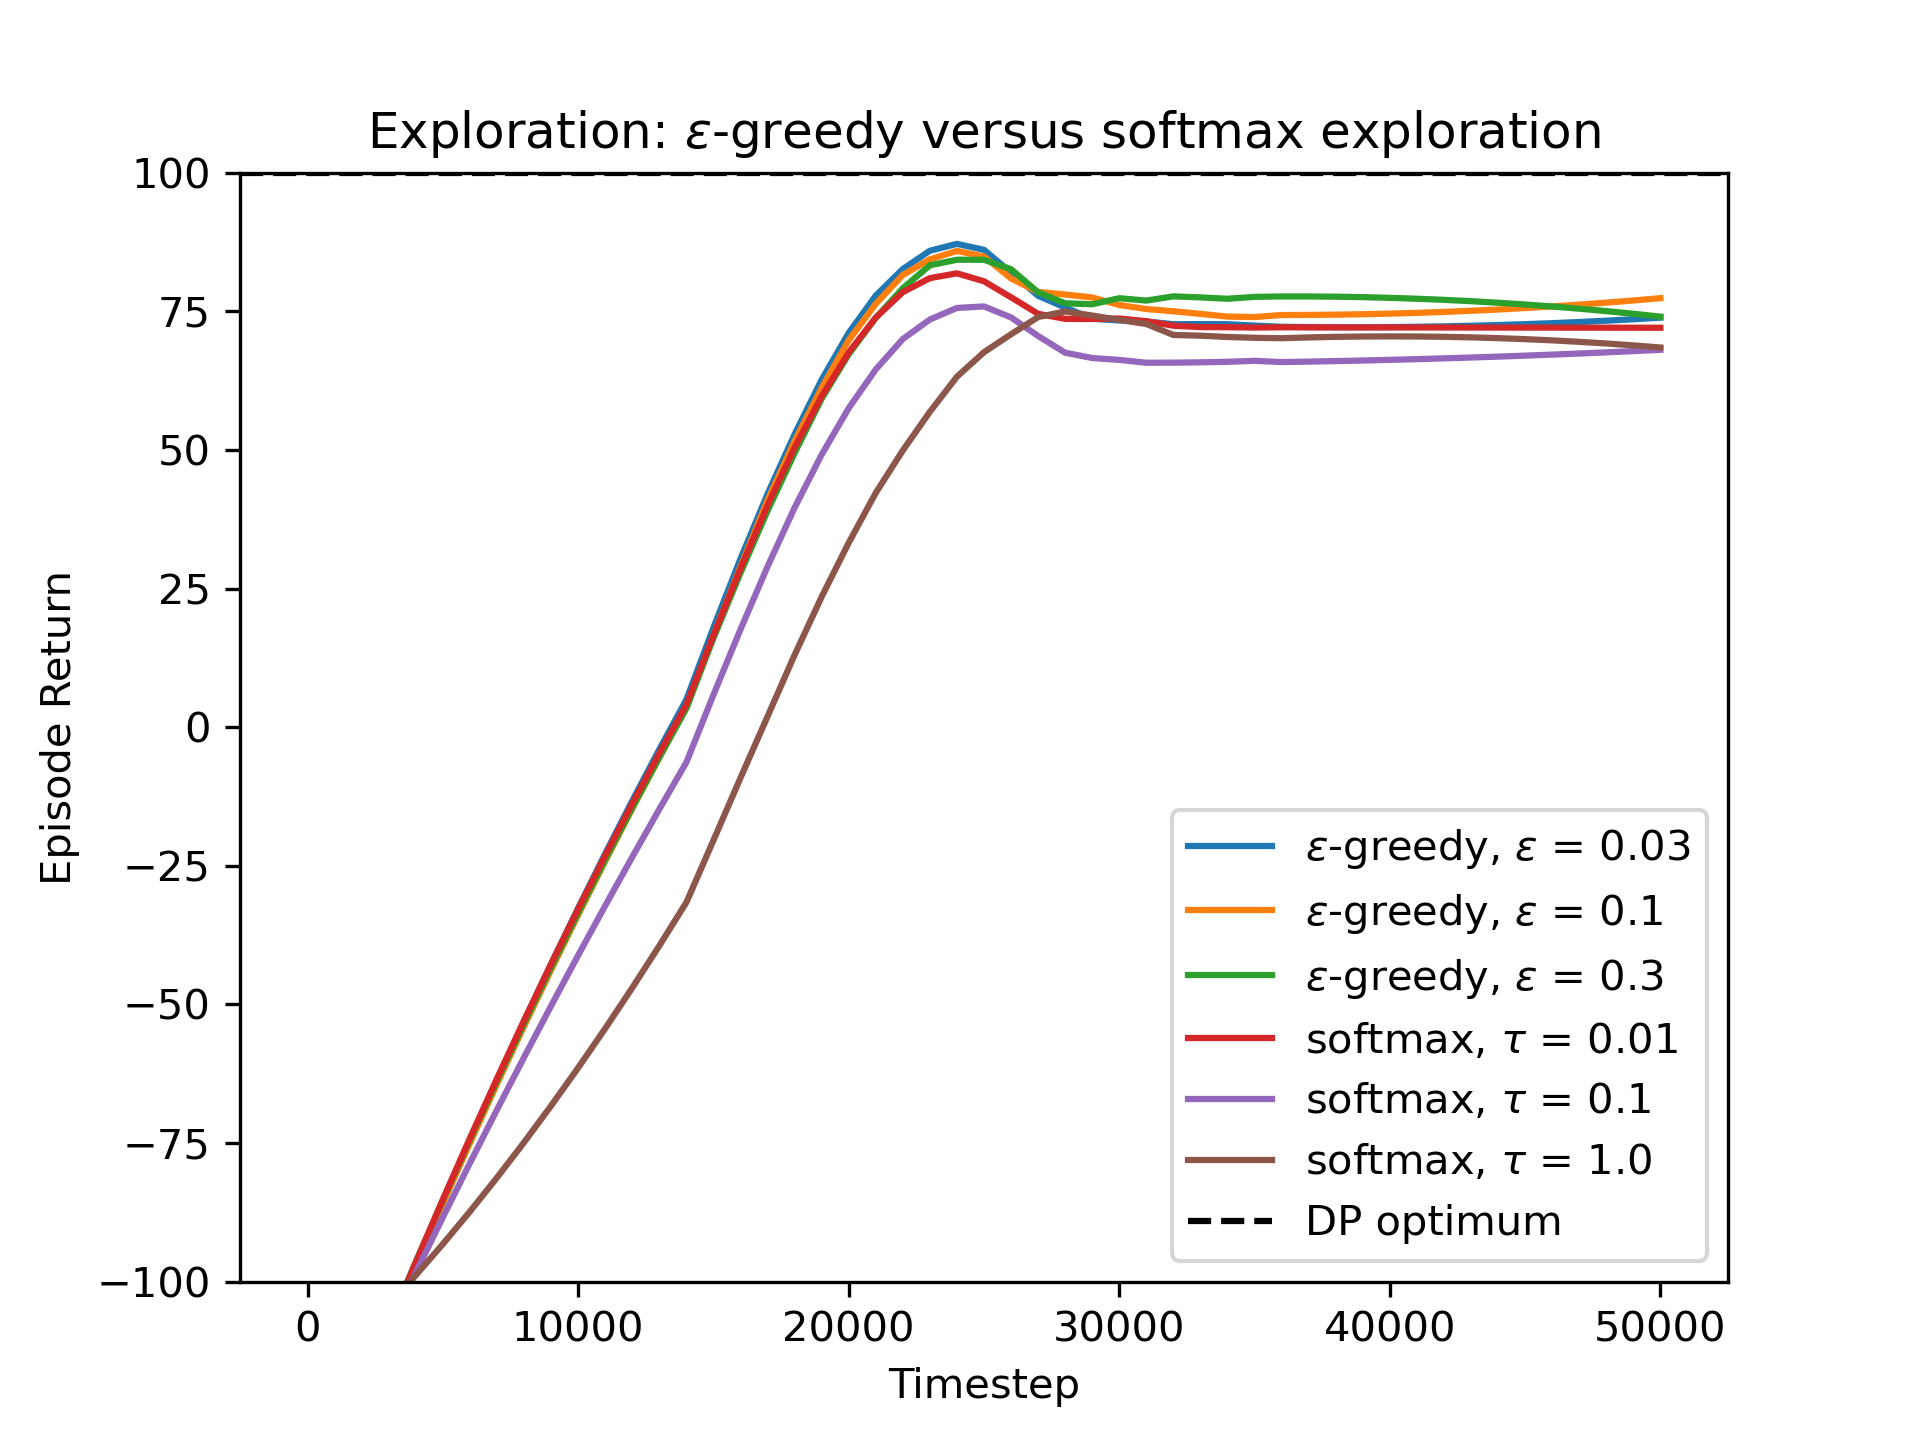 Exploration: ε-greedy versus softmax exploration
100
75
50
25
0
−25
−50
−75
−100
Episode Return
ε-greedy, ε = 0.03
ε-greedy, ε = 0.1
ε-greedy, ε = 0.3
softmax, τ = 0.01
softmax, τ = 0.1
softmax, τ = 1.0
DP optimum
0 10000 20000 30000 40000 50000
Timestep